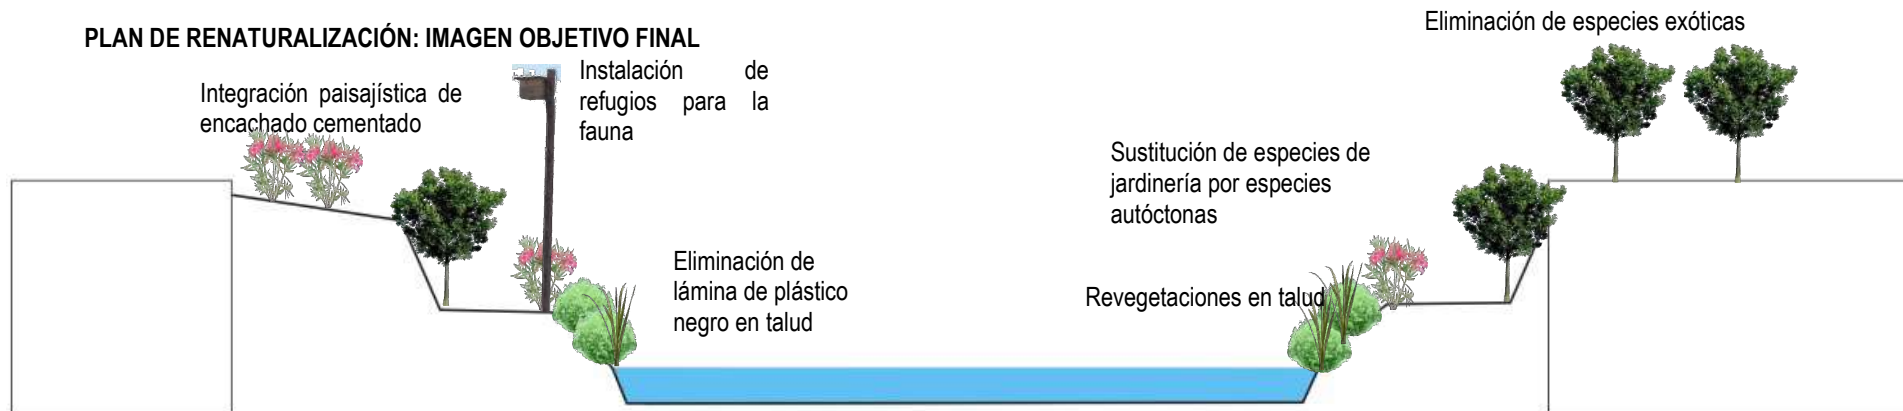 PLAN DE RENATURALIZACIÓN: IMAGEN OBJETIVO FINAL
Eliminación de especies exóticas
Integración paisajística de
encachado cementado
Instalación de
refugios para la
fauna
Sustitución de especies de
jardinería por especies
autóctonas
Eliminación de
lámina de plástico
negro en talud
Revegetaciones en talud